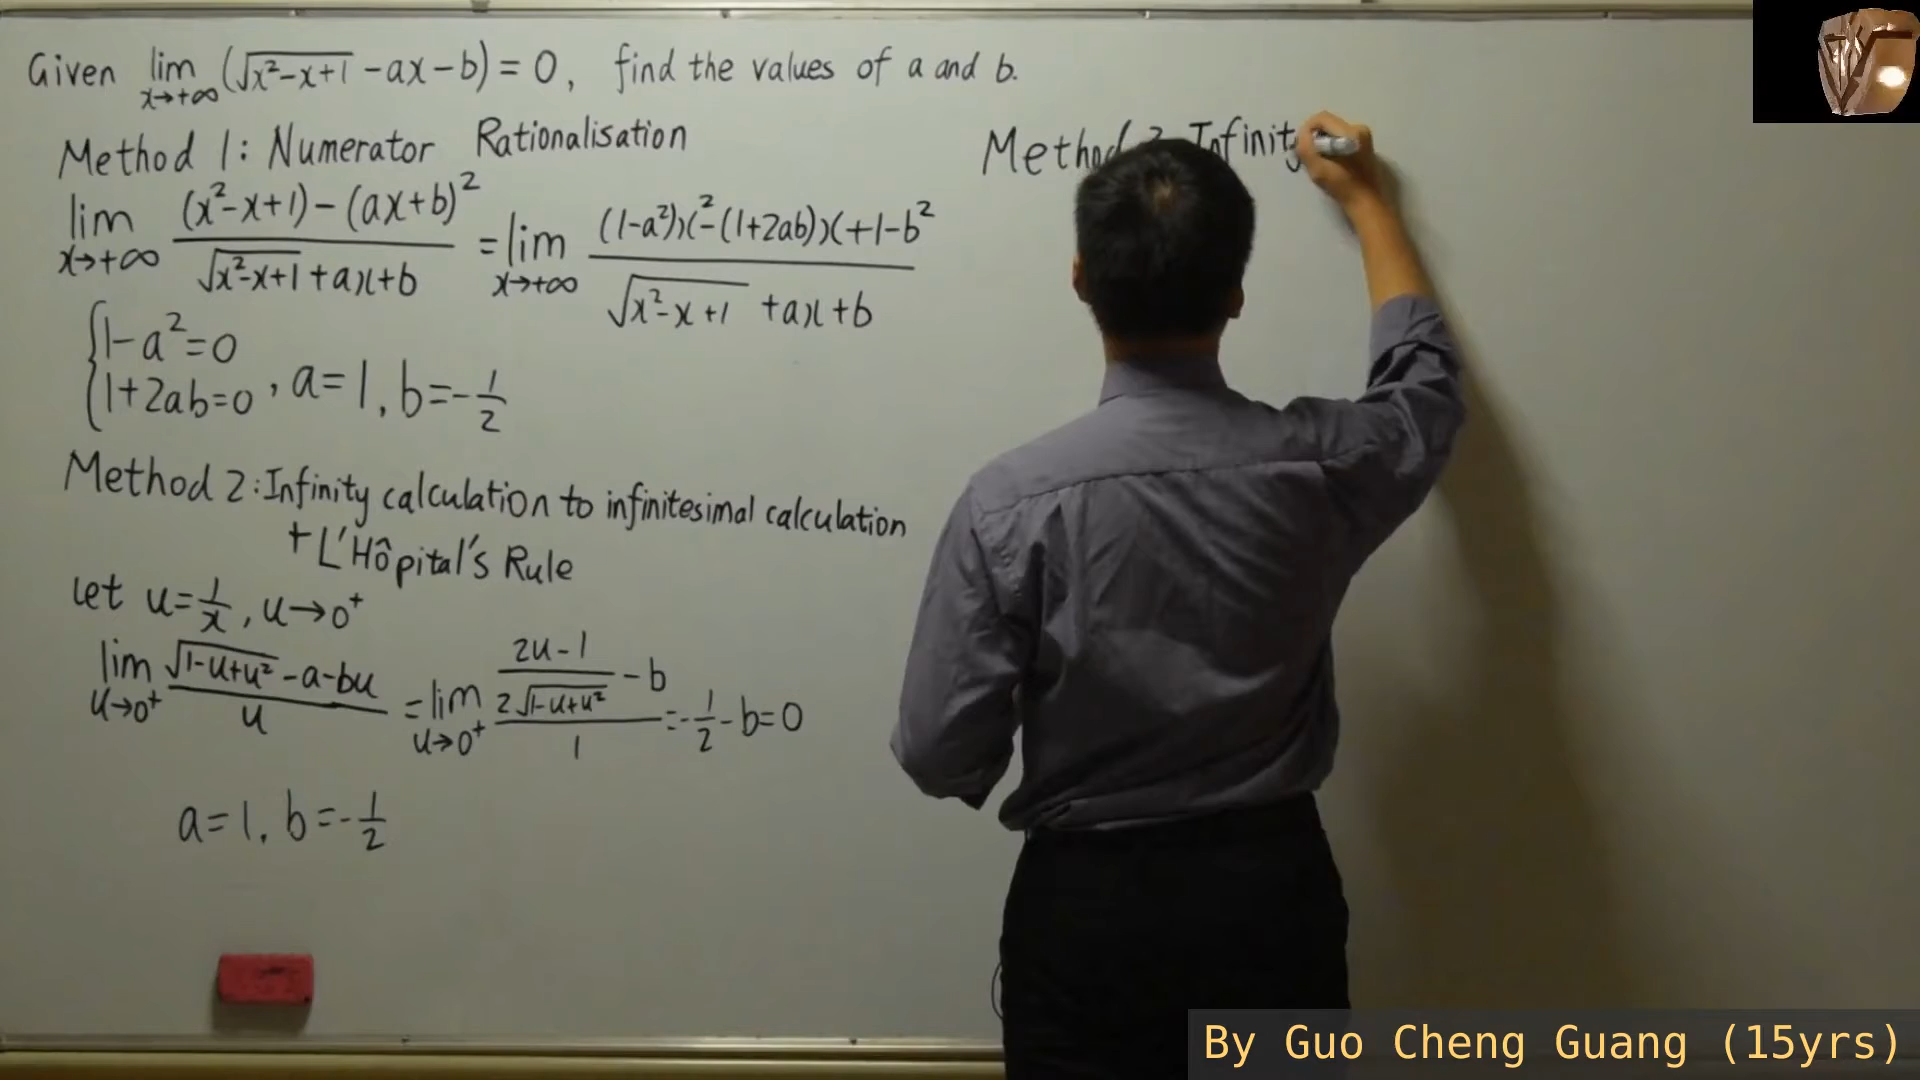 Given lim x→+∞ (√x²-x+1 - ax - b) = 0, find the values of a and b.
Method 1: Numerator Rationalisation
lim x→+∞ (x²-x+1) - (ax+b)² / √x²-x+1 + ax+b = lim x→+∞ (1-a²)x² - (1+2ab)x + 1-b² / √x²-x+1 + ax+b
{1-a²=0
1+2ab=0, a=1, b=-1/2
Method 2: Infinity calculation to infinitesimal calculation
+ L'Hôpital's Rule
let u=1/x, u→0⁺
lim u→0⁺ √1-u+u² -a-bu / u = lim u→0⁺ 2u-1 / 2√1-u+u² - b / 1 = -1/2 - b=0
a=1, b=-1/2
Method Infinity
By Guo Cheng Guang (15yrs)